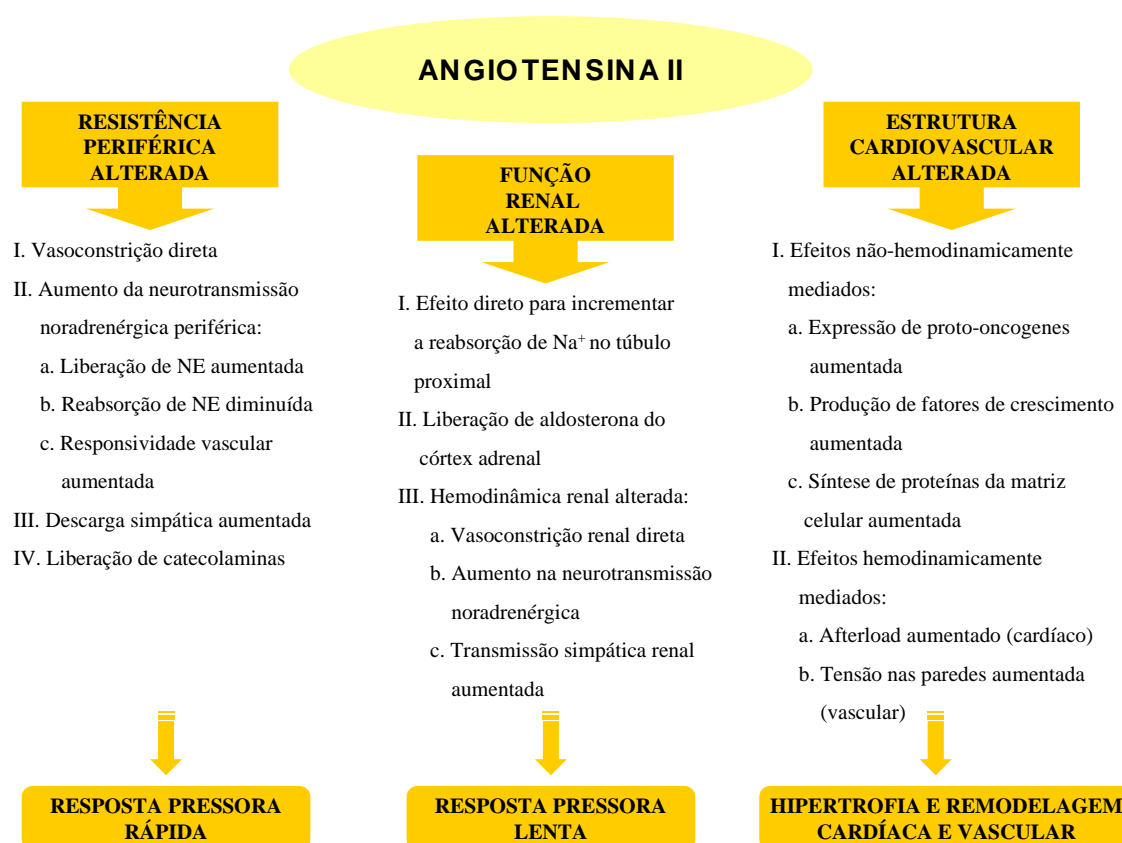 ANGIOTENSINA II
RESISTÊNCIA
PERIFÉRICA
ALTERADA
I. Vasoconstrição direta
II. Aumento da neurotransmissão
noradrenérgica periférica:
a. Liberação de NE aumentada
b. Reabsorção de NE diminuída
c. Responsividade vascular
aumentada
III. Descarga simpática aumentada
IV. Liberação de catecolaminas
RESPOSTA PRESSORA
RÁPIDA
FUNÇÃO
RENAL
ALTERADA
I. Efeito direto para incrementar
a reabsorção de Na⁺ no túbulo
proximal
II. Liberação de aldosterona do
córtex adrenal
III. Hemodinâmica renal alterada:
a. Vasoconstrição renal direta
b. Aumento na neurotransmissão
noradrenérgica
c. Transmissão simpática renal
aumentada
RESPOSTA PRESSORA
LENTA
ESTRUTURA
CARDIOVASCULAR
ALTERADA
I. Efeitos não-hemodinamicamente
mediados:
a. Expressão de proto-oncogenes
aumentada
b. Produção de fatores de crescimento
aumentada
c. Síntese de proteínas da matriz
celular aumentada
II. Efeitos hemodinamicamente
mediados:
a. Afterload aumentado (cardíaco)
b. Tensão nas paredes aumentada
(vascular)
HIPERTROFIA E REMODELAGEM
CARDÍACA E VASCULAR